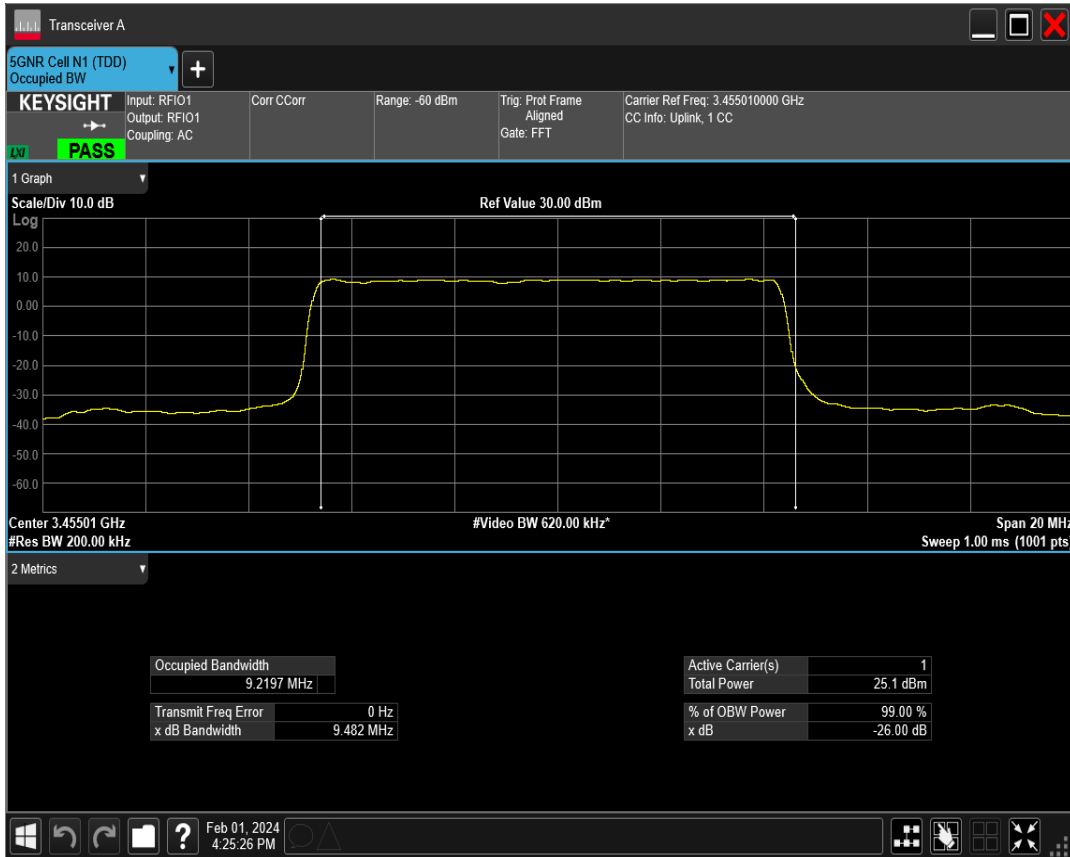 Transceiver A
5GNR Cell N1 (TDD)
Occupied BW
+
KEYSIGHT
LXI
PASS
Input: RFIO1
Output: RFIO1
Coupling: AC
Corr CCorr
Range: -60 dBm
Trig: Prot Frame
Aligned
Gate: FFT
Carrier Ref Freq: 3.455010000 GHz
CC Info: Uplink, 1 CC
1 Graph
Scale/Div 10.0 dB
Ref Value 30.00 dBm
Log
20.0
10.0
0.00
-10.0
-20.0
-30.0
-40.0
-50.0
-60.0
Center 3.45501 GHz
#Video BW 620.00 kHz*
Span 20 MHz
#Res BW 200.00 kHz
Sweep 1.00 ms (1001 pts)
2 Metrics
Occupied Bandwidth
9.2197 MHz
Transmit Freq Error 0 Hz
x dB Bandwidth 9.482 MHz
Active Carrier(s) 1
Total Power 25.1 dBm
% of OBW Power 99.00 %
x dB -26.00 dB
?
Feb 01, 2024
4:25:26 PM